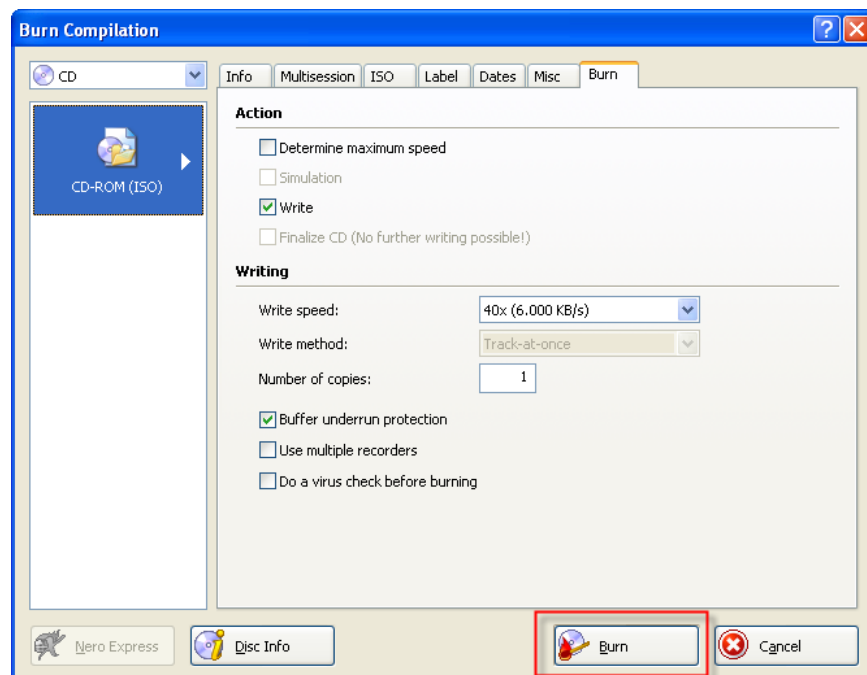 Burn Compilation
CD
Info Multisession ISO Label Dates Misc Burn
CD-ROM (ISO)
Action
Determine maximum speed
Simulation
Write
Finalize CD (No further writing possible!)
Writing
Write speed: 40x (6.000 KB/s)
Write method: Track-at-once
Number of copies: 1
Buffer underrun protection
Use multiple recorders
Do a virus check before burning
Nero Express Disc Info Burn Cancel